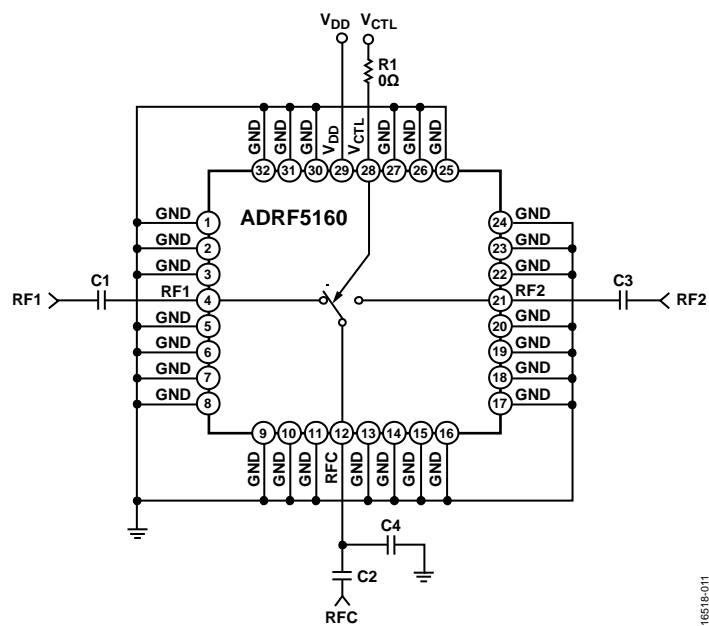 VDD VCTL
R1
0Ω
GND GND GND VDD VCTL GND GND GND
32 31 30 29 28 27 26 25
ADRF5160
GND 1 24 GND
GND 2 23 GND
GND 3 22 GND
RF1 C1 RF1 4 21 RF2 C3 RF2
GND 5 20 GND
GND 6 19 GND
GND 7 18 GND
GND 8 17 GND
9 10 11 12 13 14 15 16
GND GND GND RFC GND GND GND GND
C4
C2
RFC
16518-011